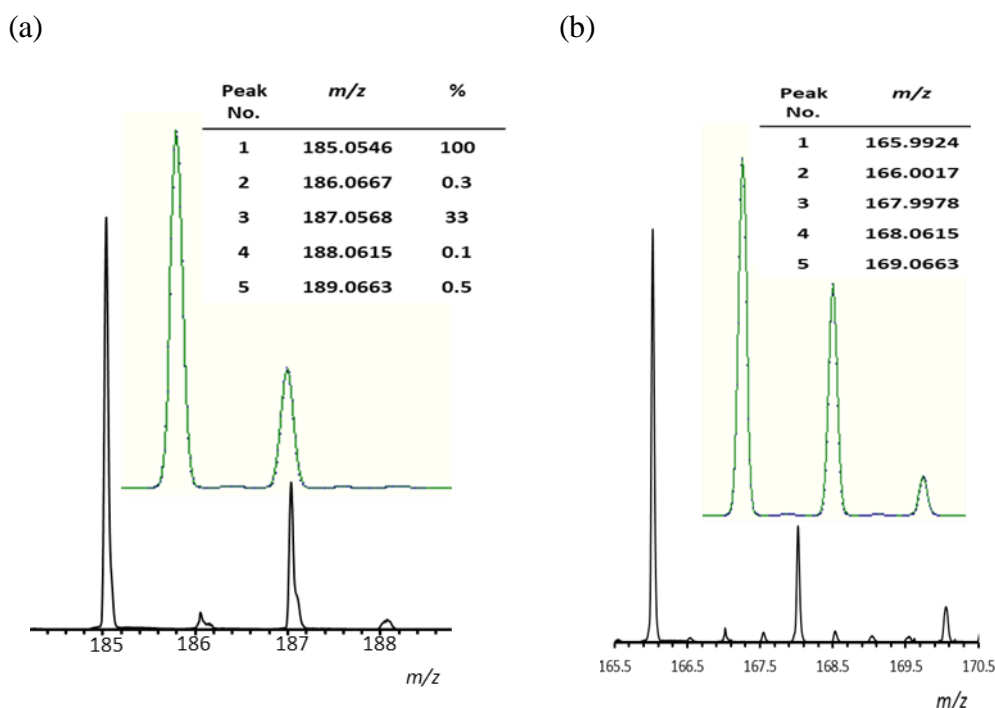 (a)
Peak No. m/z %
1 185.0546 100
2 186.0667 0.3
3 187.0568 33
4 188.0615 0.1
5 189.0663 0.5
185 186 187 188
m/z
(b)
Peak No. m/z
1 165.9924
2 166.0017
3 167.9978
4 168.0615
5 169.0663
165.5 166.5 167.5 168.5 169.5 170.5
m/z